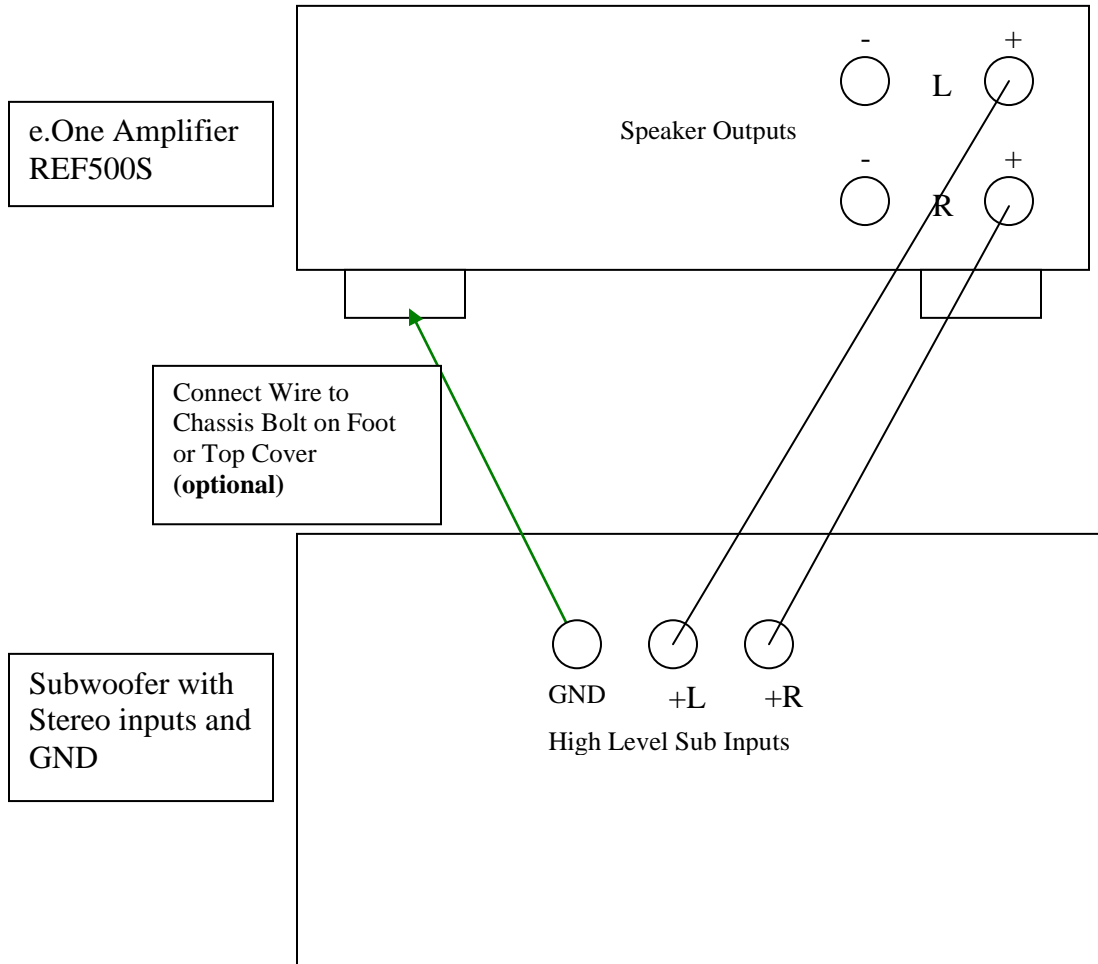 - +
L
e.One Amplifier
REF500S
Speaker Outputs
- +
R
Connect Wire to
Chassis Bolt on Foot
or Top Cover
(optional)
Subwoofer with
Stereo inputs and
GND
GND +L +R
High Level Sub Inputs